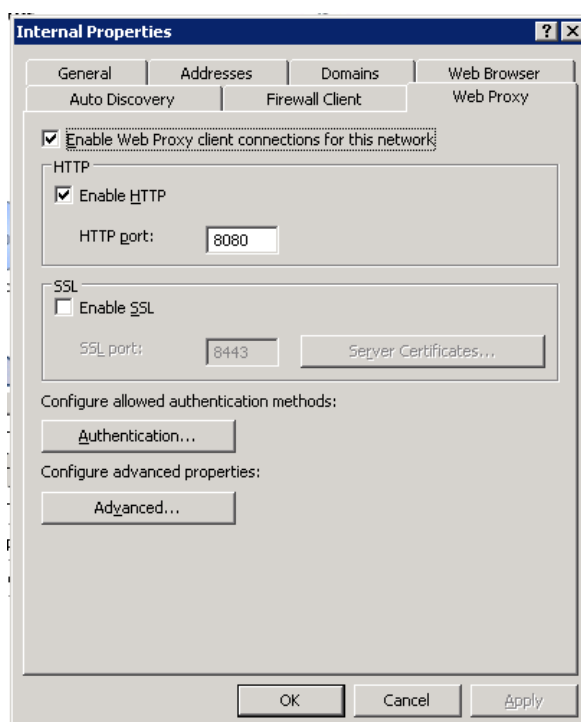 Internal Properties
General Addresses Domains Web Browser
Auto Discovery Firewall Client Web Proxy
Enable Web Proxy client connections for this network
HTTP
Enable HTTP
HTTP port: 8080
SSL
Enable SSL
SSL port: 8443 Server Certificates...
Configure allowed authentication methods:
Authentication...
Configure advanced properties:
Advanced...
OK Cancel Apply